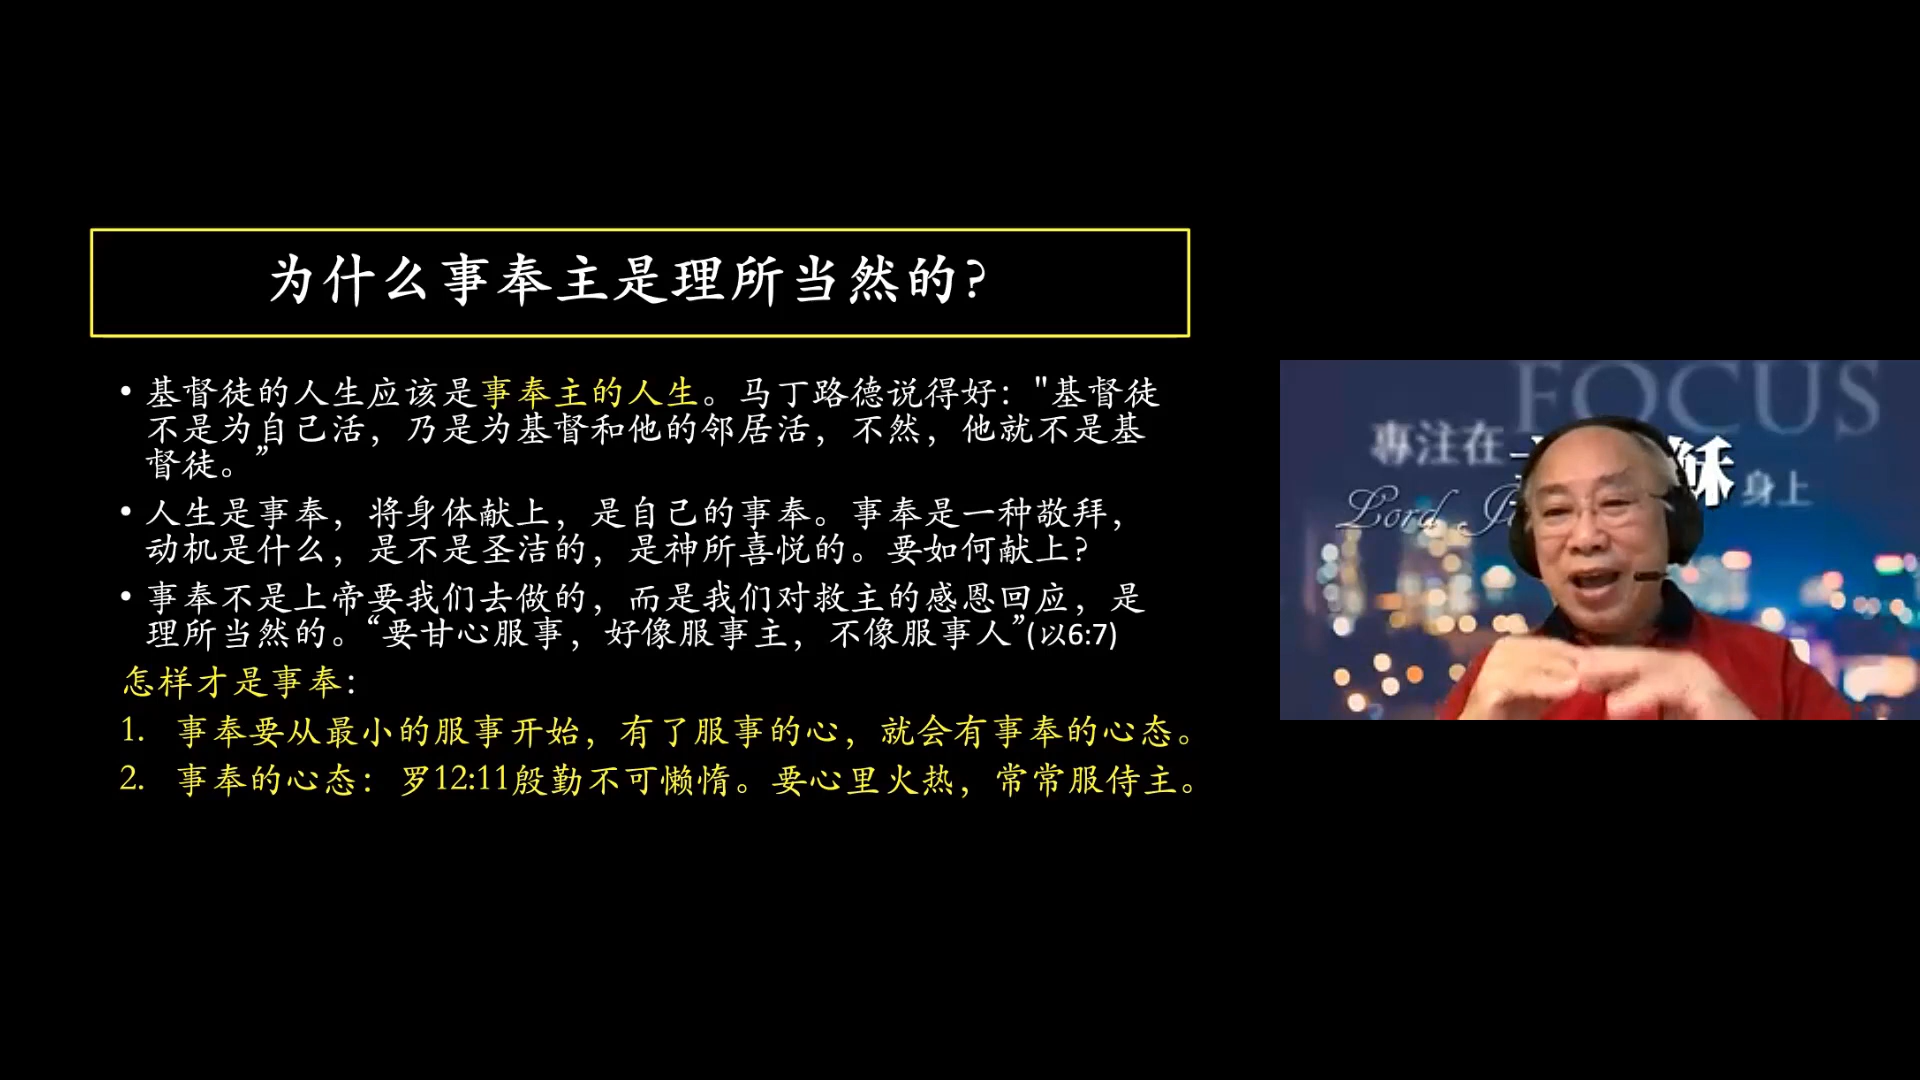 为什么事奉主是理所当然的?
• 基督徒的人生应该是事奉主的人生。马丁路德说得好："基督徒
不是为自己活，乃是为基督和他的邻居活，不然，他就不是基
督徒。”
• 人生是事奉，将身体献上，是自己的事奉。事奉是一种敬拜，
动机是什么，是不是圣洁的，是神所喜悦的。要如何献上?
• 事奉不是上帝要我们去做的，而是我们对救主的感恩回应，是
理所当然的。“要甘心服事，好像服事主，不像服事人”(以6:7)
怎样才是事奉：
1. 事奉要从最小的服事开始，有了服事的心，就会有事奉的心态。
2. 事奉的心态：罗12:11殷勤不可懒惰。要心里火热，常常服侍主。
FOCUS
專注在
穌身上
Lord